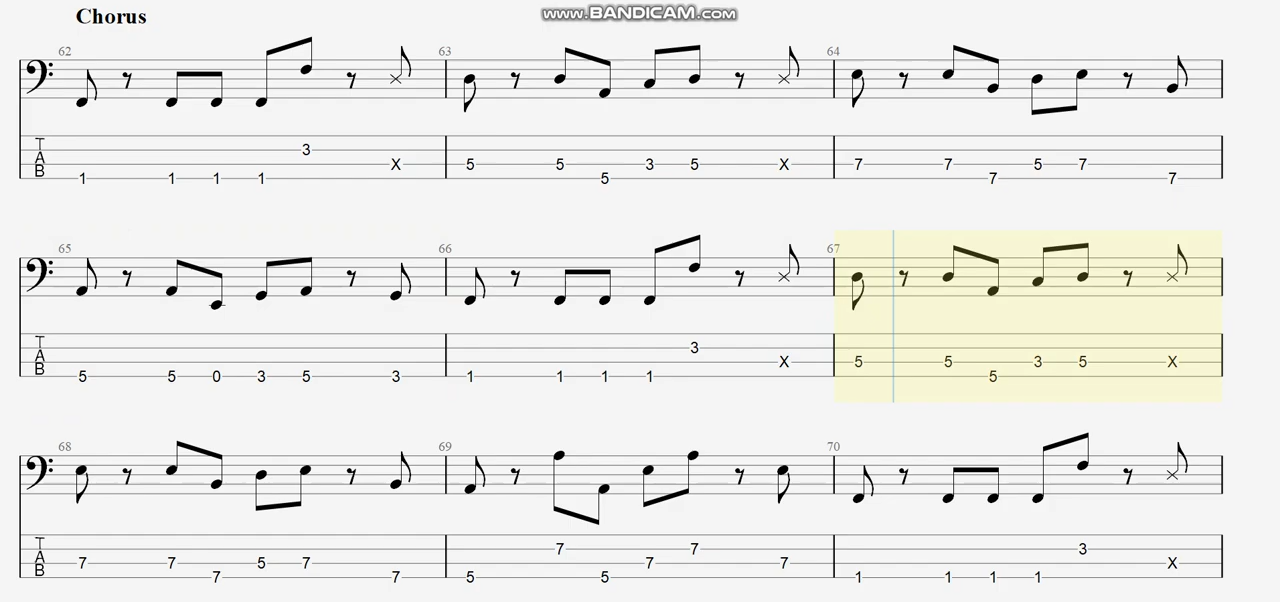 Chorus
www.BANDICAM.com
62 63 64
T
A
B
3
1 1 1 1 X 5 5 5 3 5 X 7 7 7 5 7 7
65 66 67
T
A
B
5 5 0 3 5 3 1 1 1 1 3 X 5 5 5 3 5 X
68 69 70
T
A
B
7 7 7 5 7 7 5 7 5 7 7 7 1 1 1 1 3 X